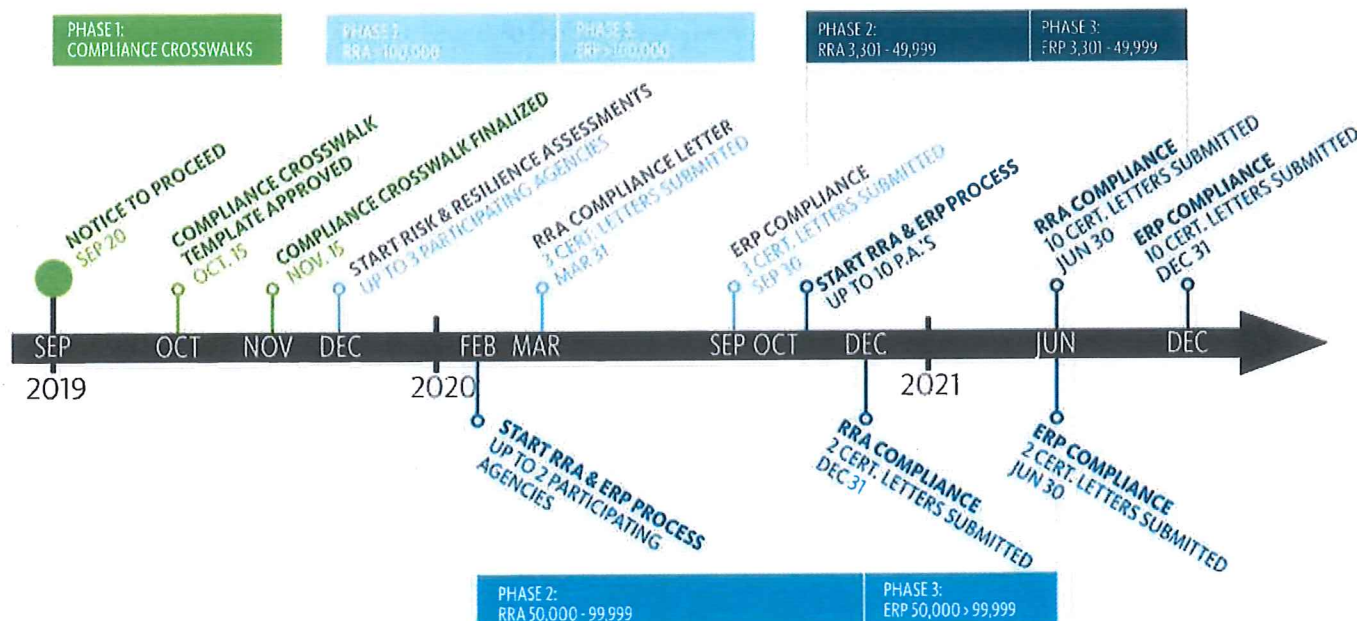 PHASE 1:
COMPLIANCE CROSSWALKS
PHASE 2:
RRA >100,000
PHASE 3:
ERP >100,000
PHASE 2:
RRA 3,301 - 49,999
PHASE 3:
ERP 3,301 - 49,999
NOTICE TO PROCEED
SEP 20
COMPLIANCE CROSSWALK
TEMPLATE APPROVED
OCT. 15
COMPLIANCE CROSSWALK FINALIZED
NOV. 15
START RISK & RESILIENCE ASSESSMENTS
UP TO 3 PARTICIPATING AGENCIES
RRA COMPLIANCE LETTER
3 CERT. LETTERS SUBMITTED
MAR 31
ERP COMPLIANCE
3 CERT. LETTERS SUBMITTED
SEP 30
START RRA & ERP PROCESS
UP TO 10 P.A.'S
RRA COMPLIANCE
10 CERT. LETTERS SUBMITTED
JUN 30
ERP COMPLIANCE
10 CERT. LETTERS SUBMITTED
DEC 31
SEP OCT NOV DEC FEB MAR SEP OCT DEC JUN DEC
2019 2020 2021
START RRA & ERP PROCESS
UP TO 2 PARTICIPATING
AGENCIES
RRA COMPLIANCE
2 CERT. LETTERS SUBMITTED
DEC 31
ERP COMPLIANCE
2 CERT. LETTERS SUBMITTED
JUN 30
PHASE 2:
RRA 50,000 - 99,999
PHASE 3:
ERP 50,000 > 99,999